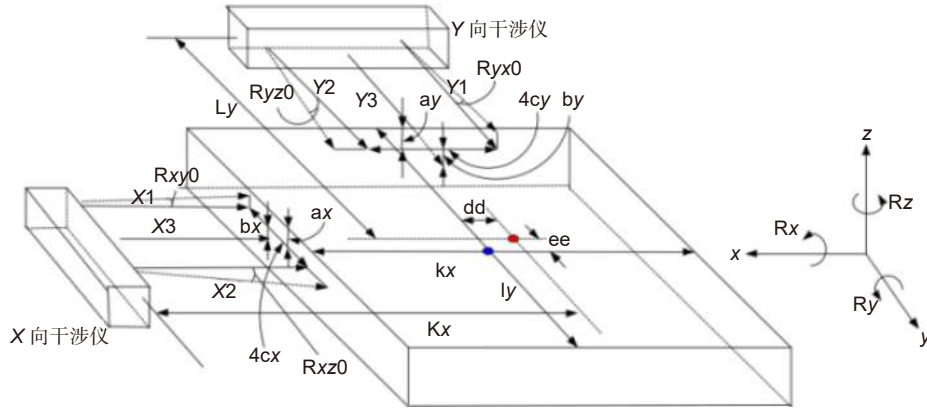 Y 向干涉仪
Ryz0
Y2
Y3
Y1
Ryx0
Ly
ay
4cy
by
Rxy0
X1
X3
bx
ax
X2
dd
ee
kx
ly
Kx
X 向干涉仪
4cx
Rxz0
z
Rz
Rx
x
Ry
y